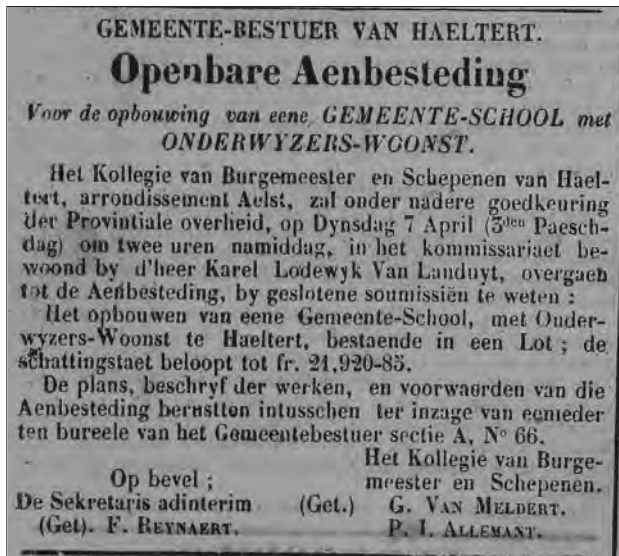 GEMEENTE-BESTUER VAN HAELTERT.
Openbare Aenbesteding
Voor de opbouwing van eene GEMEENTE-SCHOOL met
ONDERWYZERS-WOONST.
Het Kollegie van Burgemeester en Schepenen van Hael-
tert, arrondissement Aelst, zal onder nadere goedkeuring
der Provintiale overheid, op Dynsdag 7 April (3den Paesch-
dag) om twee uren namiddag, in het kommissariaet be-
woond by d'heer Karel Lodewyk Van Landuyt, overgaen
tot de Aenbesteding, by geslotene soumissiën te weten :
Het opbouwen van eene Gemeente-School, met Onder-
wyzers-Woonst te Haeltert, bestaende in een Lot ; de
schattingstaet beloopt tot fr. 21,920-85.
De plans, beschryf der werken, en voorwaerden van die
Aenbesteding berustten intusschen ter inzage van eenieder
ten bureele van het Gemeentebestuer sectie A, No 66.
Het Kollegie van Burge-
Op bevel ; meester en Schepenen.
De Sekretaris adinterim (Get.) G. VAN MELDERT.
(Get). F. REYNAERT. P. I. ALLEMANT.